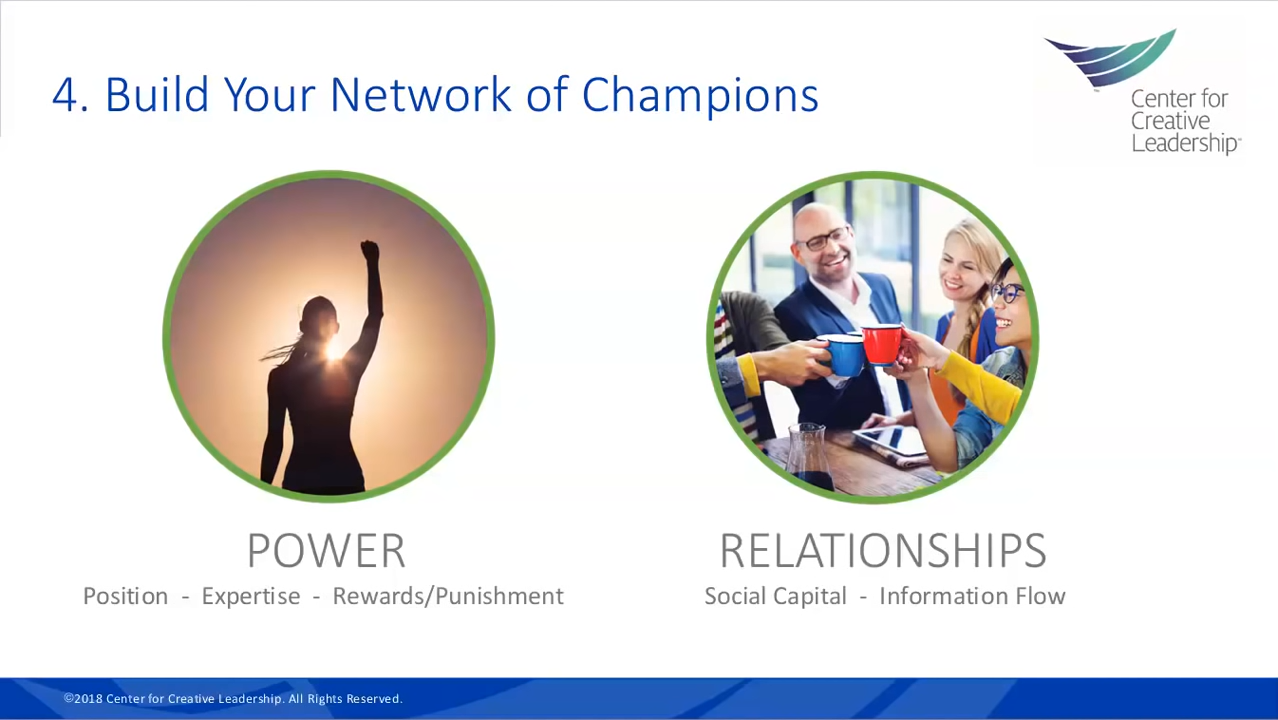 4. Build Your Network of Champions
Center for
Creative
Leadership
POWER
Position - Expertise - Rewards/Punishment
RELATIONSHIPS
Social Capital - Information Flow
©2018 Center for Creative Leadership. All Rights Reserved.